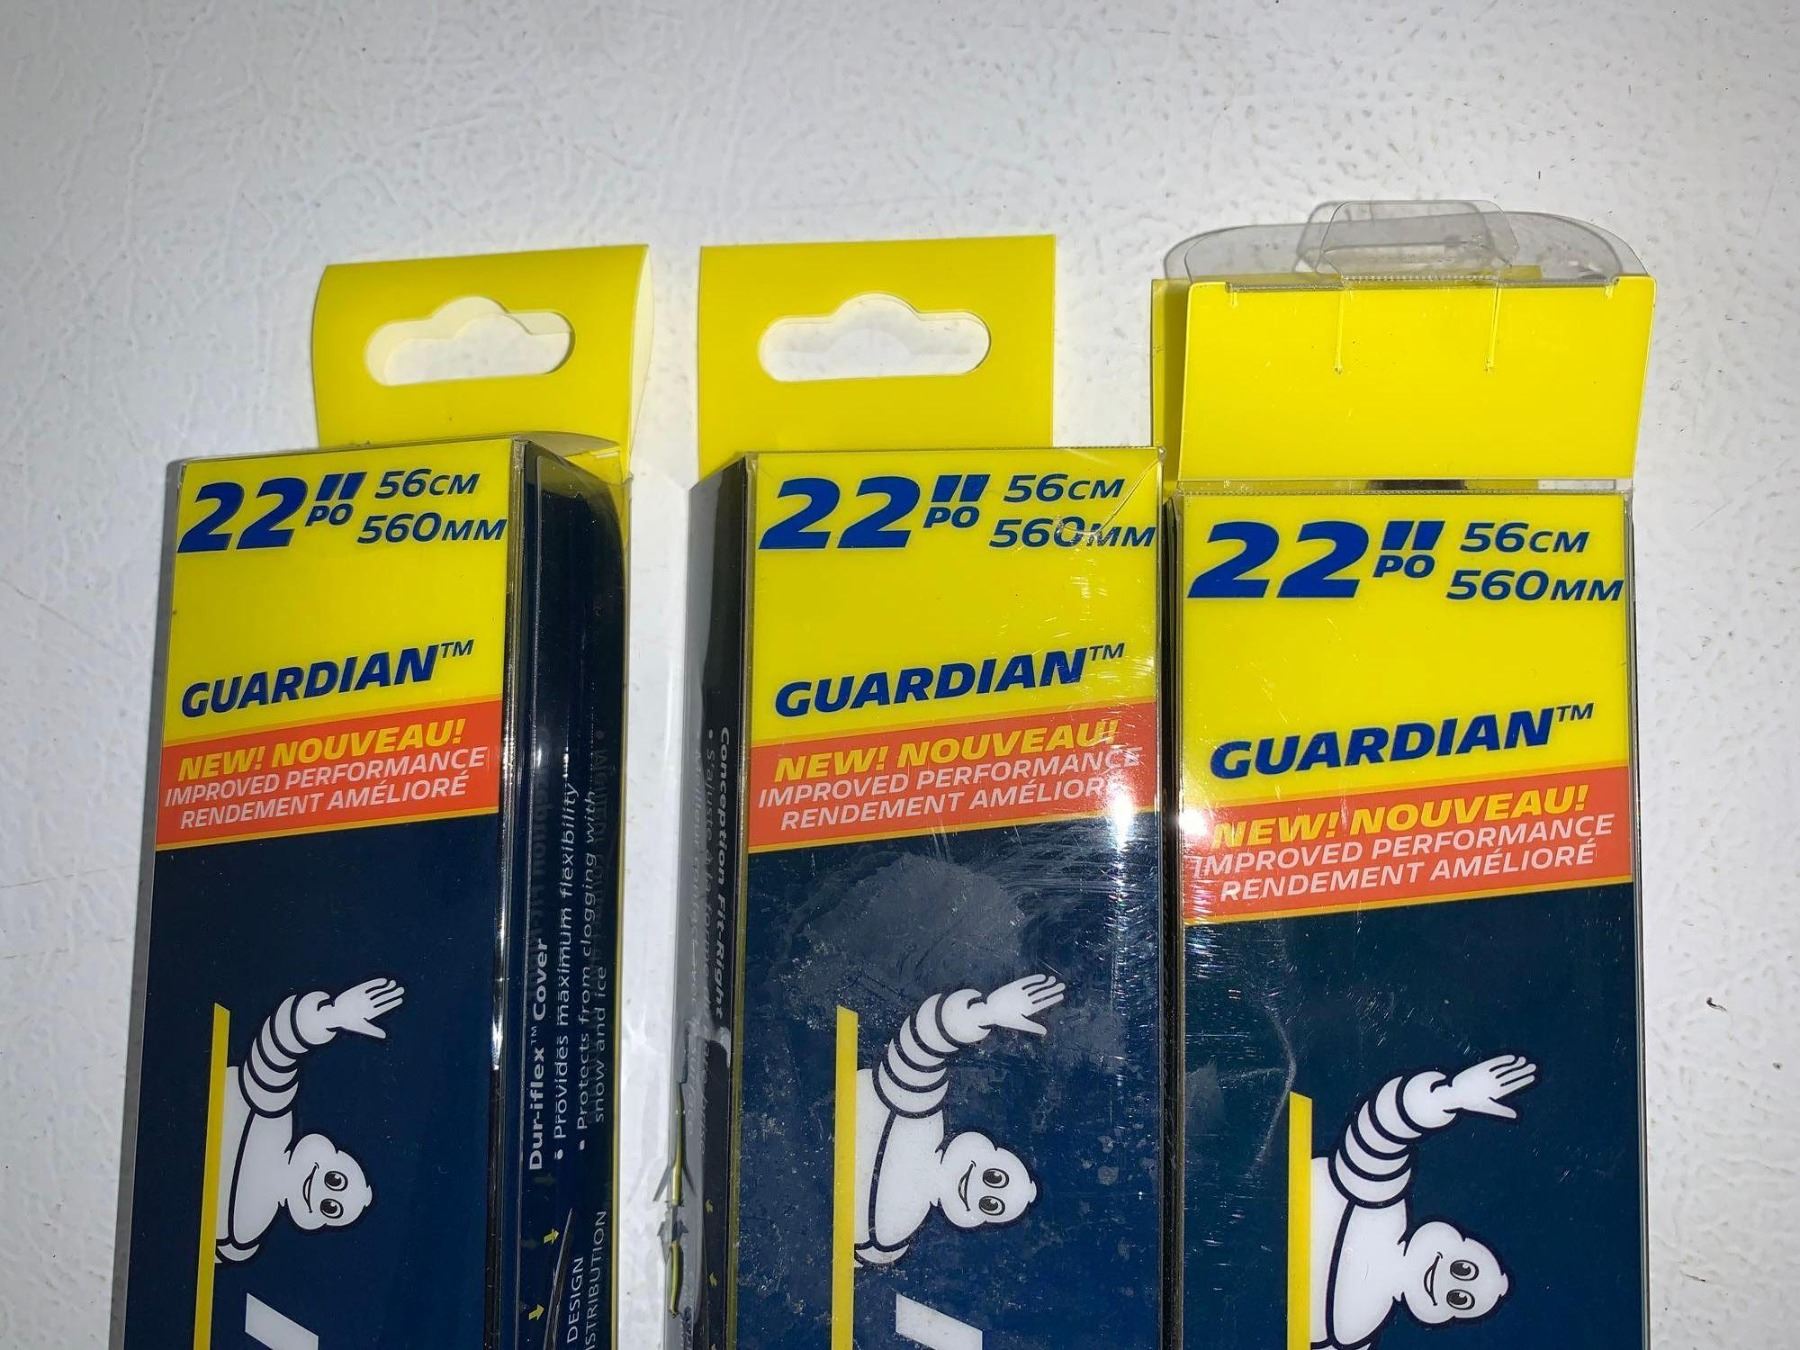 22" 56CM
PO 560MM
GUARDIAN™
NEW! NOUVEAU!
IMPROVED PERFORMANCE
RENDEMENT AMÉLIORÉ
Dur-iflex™ Cover
• Provides maximum flexibility
• Protects from clogging with
snow and ice
DESIGN
22" 56CM
PO 560MM
GUARDIAN™
NEW! NOUVEAU!
IMPROVED PERFORMANCE
RENDEMENT AMÉLIORÉ
Conception Fit-Right
22" 56CM
PO 560MM
GUARDIAN™
NEW! NOUVEAU!
IMPROVED PERFORMANCE
RENDEMENT AMÉLIORÉ